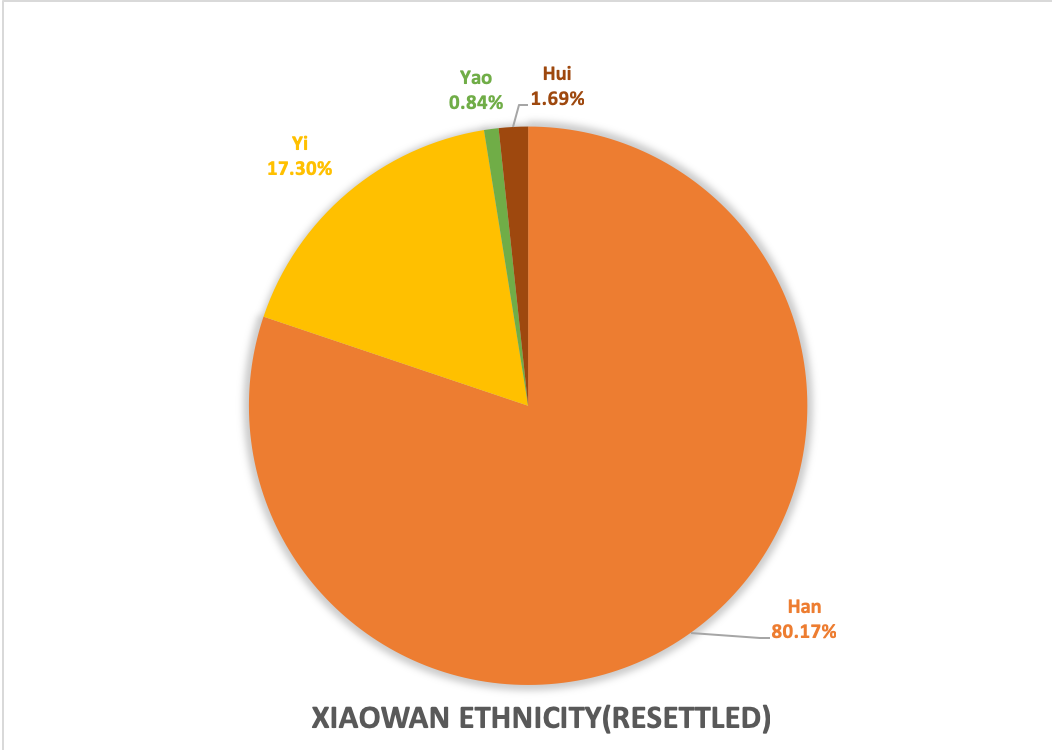 Yao
0.84%
Hui
1.69%
Yi
17.30%
Han
80.17%
XIAOWAN ETHNICITY(RESETTLED)